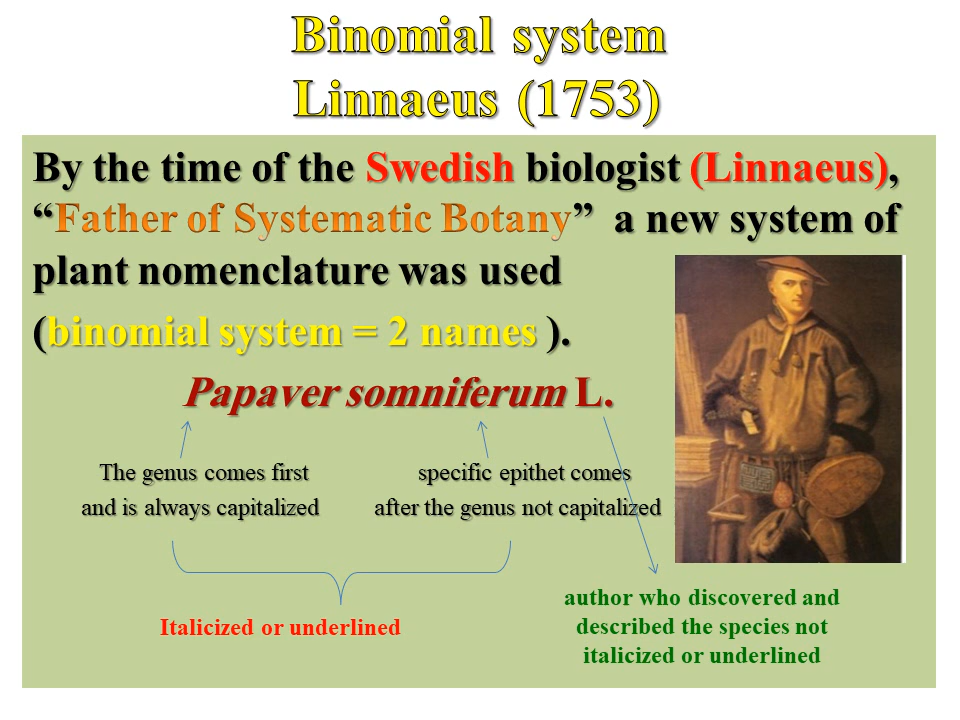 Binomial system
Linnaeus (1753)
By the time of the Swedish biologist (Linnaeus),
“Father of Systematic Botany” a new system of
plant nomenclature was used
(binomial system = 2 names ).
Papaver somniferum L.
The genus comes first
and is always capitalized
specific epithet comes
after the genus not capitalized
Italicized or underlined
author who discovered and
described the species not
italicized or underlined